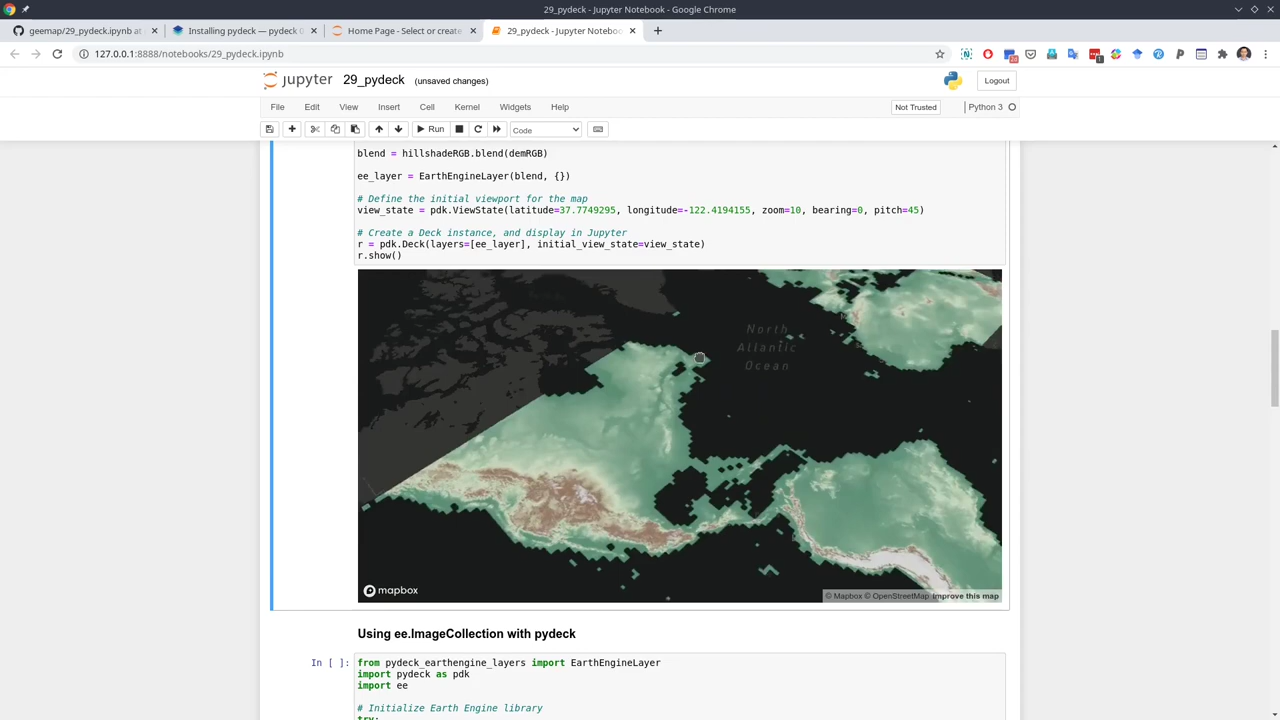 29_pydeck - Jupyter Notebook - Google Chrome
geemap/29_pydeck.ipynb at
Installing pydeck — pydeck 0
Home Page - Select or create
29_pydeck - Jupyter Notebo
127.0.0.1:8888/notebooks/29_pydeck.ipynb
jupyter 29_pydeck (unsaved changes)
Logout
File Edit View Insert Cell Kernel Widgets Help
Not Trusted
Python 3
Run
Code
blend = hillshadeRGB.blend(demRGB)
ee_layer = EarthEngineLayer(blend, {})
# Define the initial viewport for the map
view_state = pdk.ViewState(latitude=37.7749295, longitude=-122.4194155, zoom=10, bearing=0, pitch=45)
# Create a Deck instance, and display in Jupyter
r = pdk.Deck(layers=[ee_layer], initial_view_state=view_state)
r.show()
North
Atlantic
Ocean
mapbox
© Mapbox © OpenStreetMap Improve this map
Using ee.ImageCollection with pydeck
In [ ]:
from pydeck_earthengine_layers import EarthEngineLayer
import pydeck as pdk
import ee
# Initialize Earth Engine library
try: